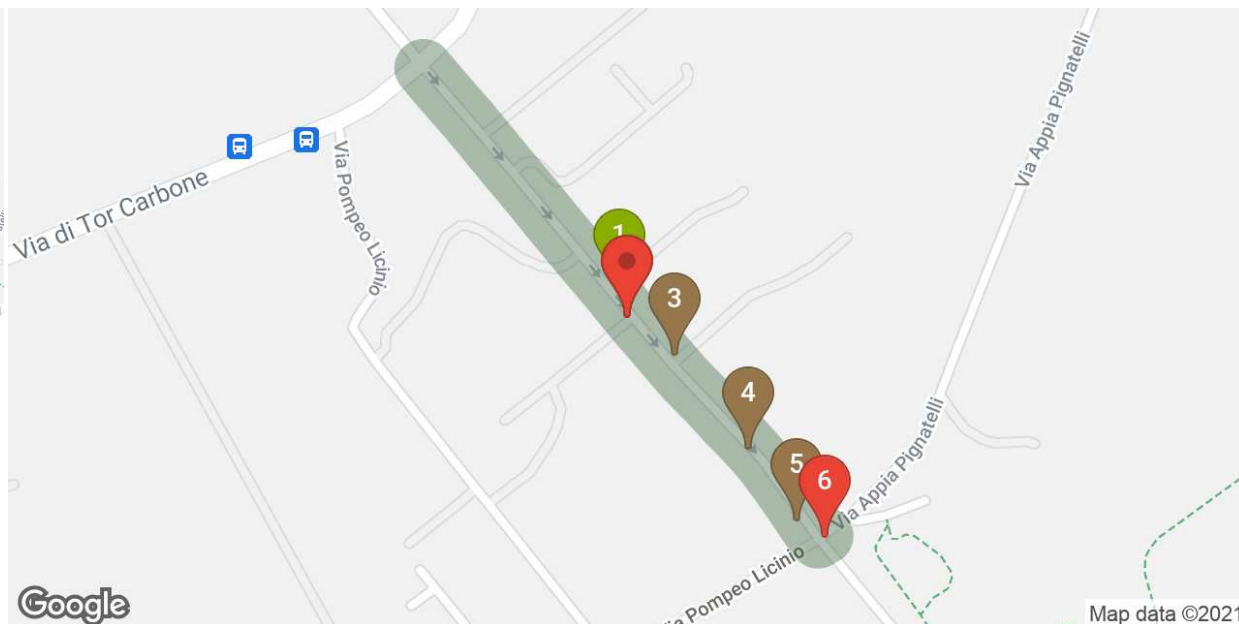 Via di Tor Carbone
Via Pompeo Licinio
Via Appia Pignatelli
1
3
4
5
6
Via Appia Pignatelli
Via Pompeo Licinio
Google
Map data ©2021